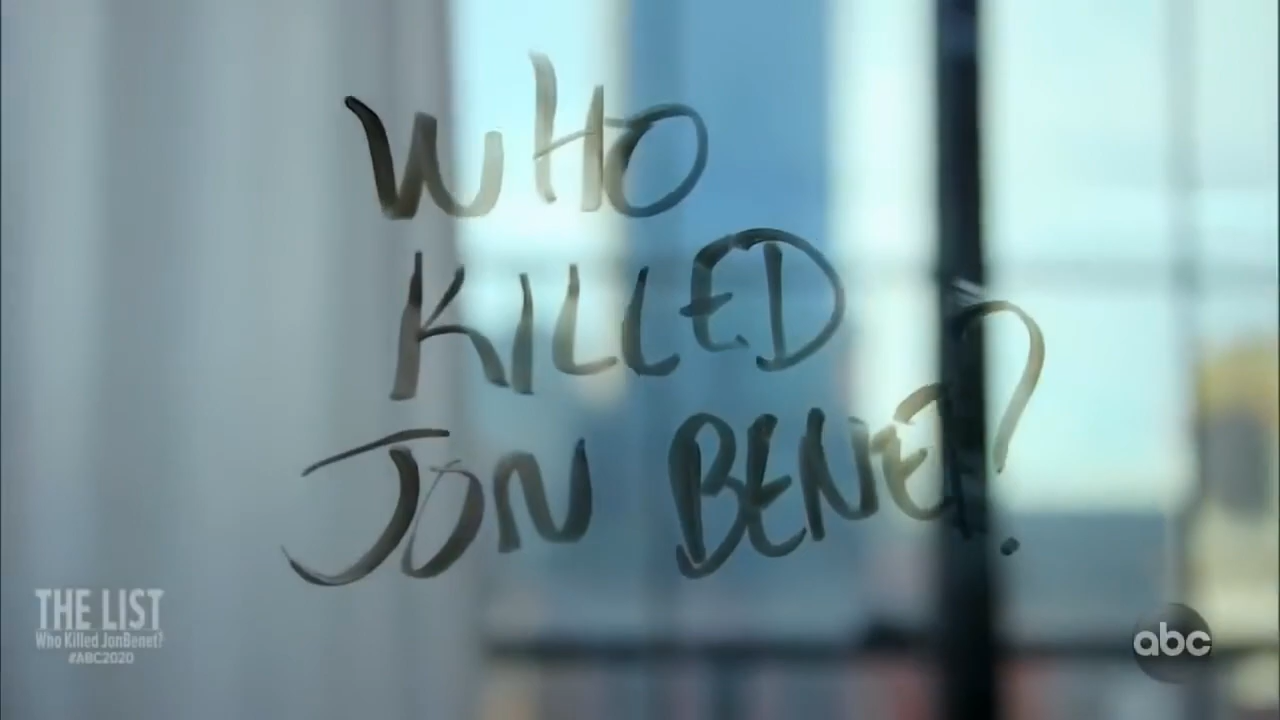 WHO
KILLED
JON BENET?
THE LIST
Who Killed JonBenet?
#ABC2020
abc